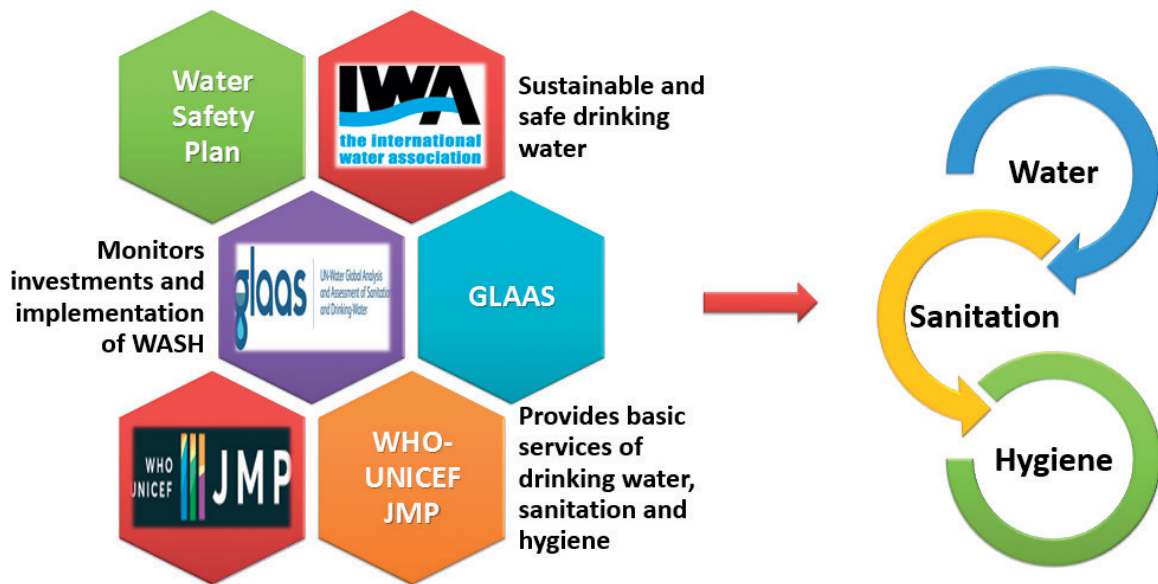 Water
Safety
Plan
IWA
the international
water association
Sustainable and
safe drinking
water
Monitors
investments and
implementation
of WASH
glaas
UN-Water Global Analysis
and Assessment of Sanitation
and Drinking-Water
GLAAS
WHO
UNICEF
JMP
WHO-
UNICEF
JMP
Provides basic
services of
drinking water,
sanitation and
hygiene
Water
Sanitation
Hygiene